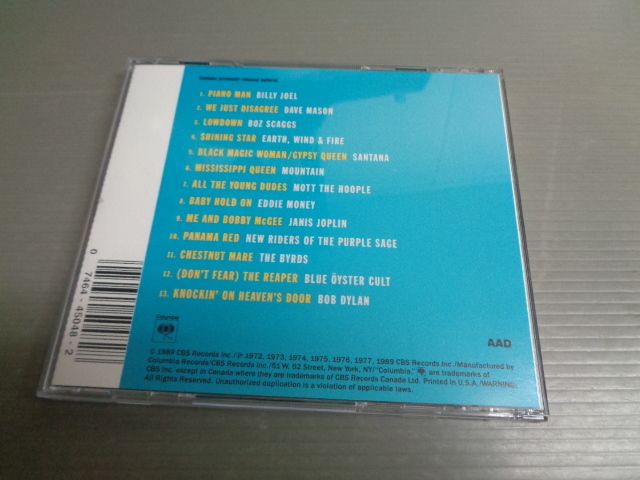 1. PIANO MAN BILLY JOEL
2. WE JUST DISAGREE DAVE MASON
3. LOWDOWN BOZ SCAGGS
4. SHINING STAR EARTH, WIND & FIRE
5. BLACK MAGIC WOMAN/GYPSY QUEEN SANTANA
6. MISSISSIPPI QUEEN MOUNTAIN
7. ALL THE YOUNG DUDES MOTT THE HOOPLE
8. BABY HOLD ON EDDIE MONEY
9. ME AND BOBBY McGEE JANIS JOPLIN
10. PANAMA RED NEW RIDERS OF THE PURPLE SAGE
11. CHESTNUT MARE THE BYRDS
12. (DON'T FEAR) THE REAPER BLUE ÖYSTER CULT
13. KNOCKIN' ON HEAVEN'S DOOR BOB DYLAN
0 7464-45048-2
Columbia
AAD
© 1989 CBS Records Inc./℗ 1972, 1973, 1974, 1975, 1976, 1977, 1989 CBS Records Inc./Manufactured by
Columbia Records/CBS Records Inc./51 W. 52 Street, New York, NY/"Columbia," are trademarks of
CBS Inc. except in Canada where they are trademarks of CBS Records Canada Ltd. Printed in U.S.A./WARNING:
All Rights Reserved. Unauthorized duplication is a violation of applicable laws.